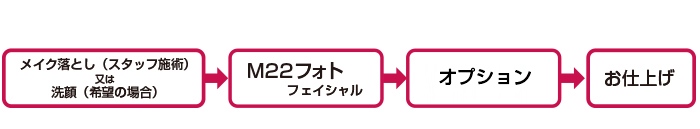 メイク落とし（スタッフ施術）
又は
洗顔（希望の場合）
M22フォト
フェイシャル
オプション
お仕上げ